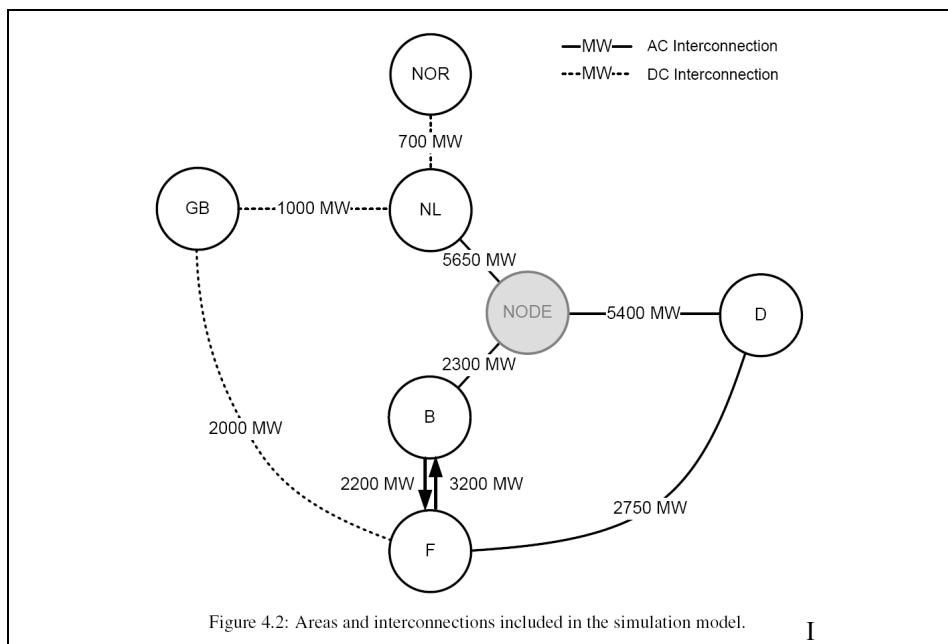 NOR
MW AC Interconnection
MW DC Interconnection
700 MW
GB
1000 MW
NL
5650 MW
NODE
5400 MW
D
2300 MW
B
2000 MW
2200 MW
3200 MW
2750 MW
F
Figure 4.2: Areas and interconnections included in the simulation model.
I